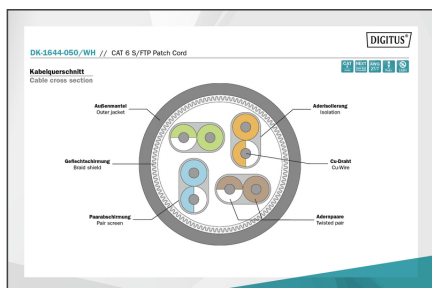 DIGITUS®
DK-1644-050/WH // CAT 6 S/FTP Patch Cord
Kabelquerschnitt
Cable cross section
Außenmantel
Outer jacket
Aderisolierung
Isolation
Geflechtschirmung
Braid shield
Cu-Draht
Cu-Wire
Paarabschirmung
Pair screen
Adernpaare
Twisted pair